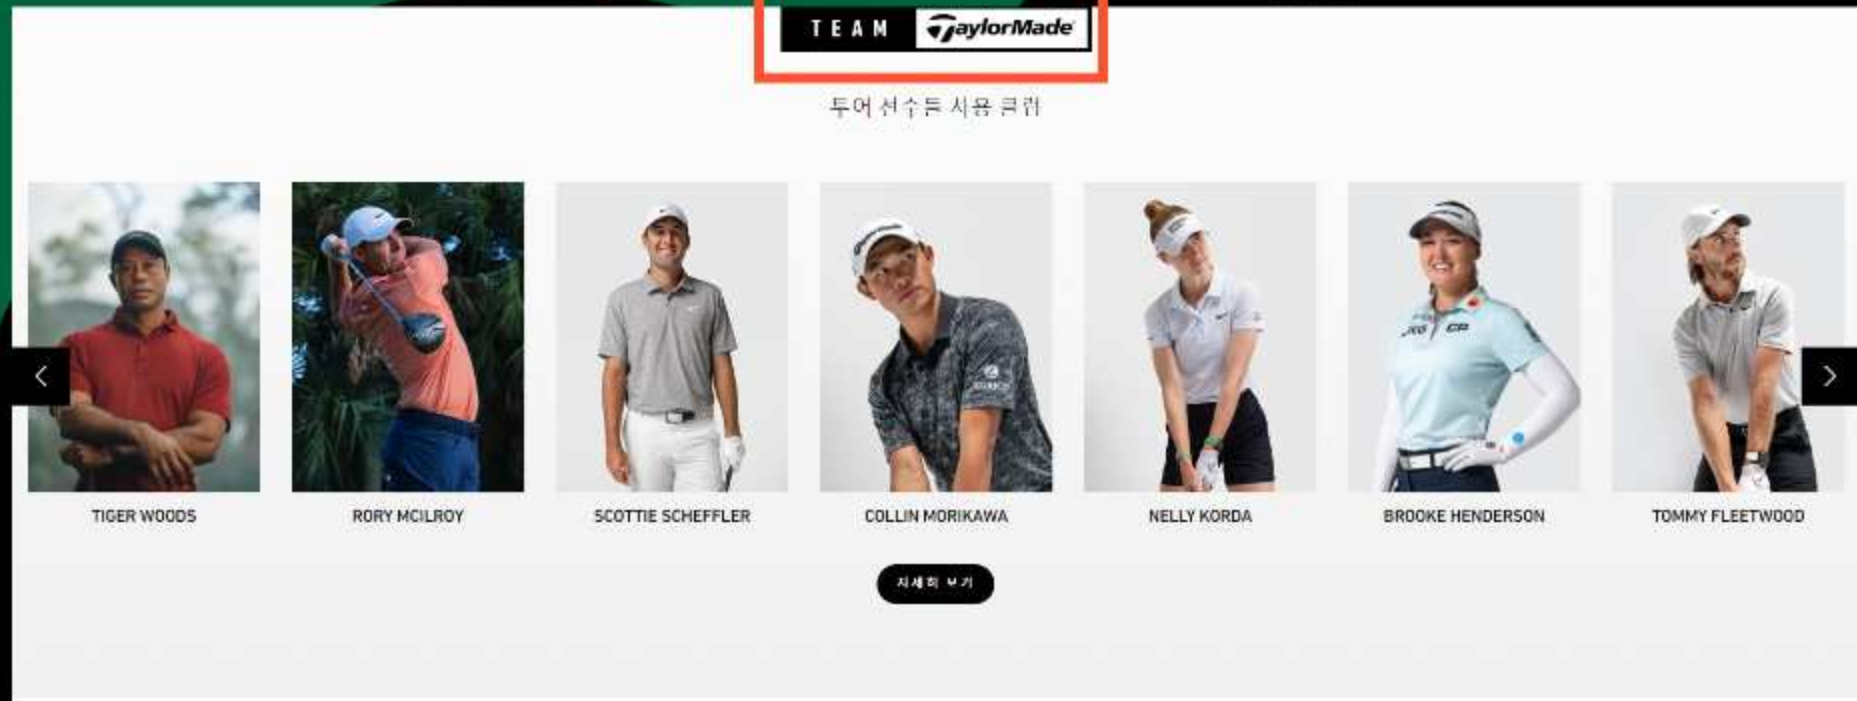 TEAM TaylorMade
투어 선수들 사용 클럽
TIGER WOODS
RORY MCILROY
SCOTTIE SCHEFFLER
COLLIN MORIKAWA
NELLY KORDA
BROOKE HENDERSON
TOMMY FLEETWOOD
자세히 보기